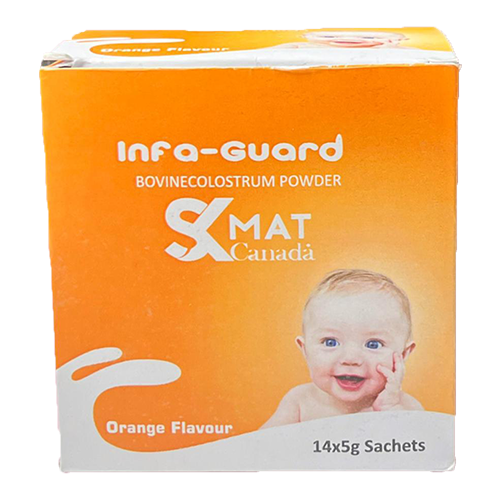 Orange Flavour
Infa-Guard
BOVINECOLOSTRUM POWDER
SK MAT
Canada
Orange Flavour
14x5g Sachets